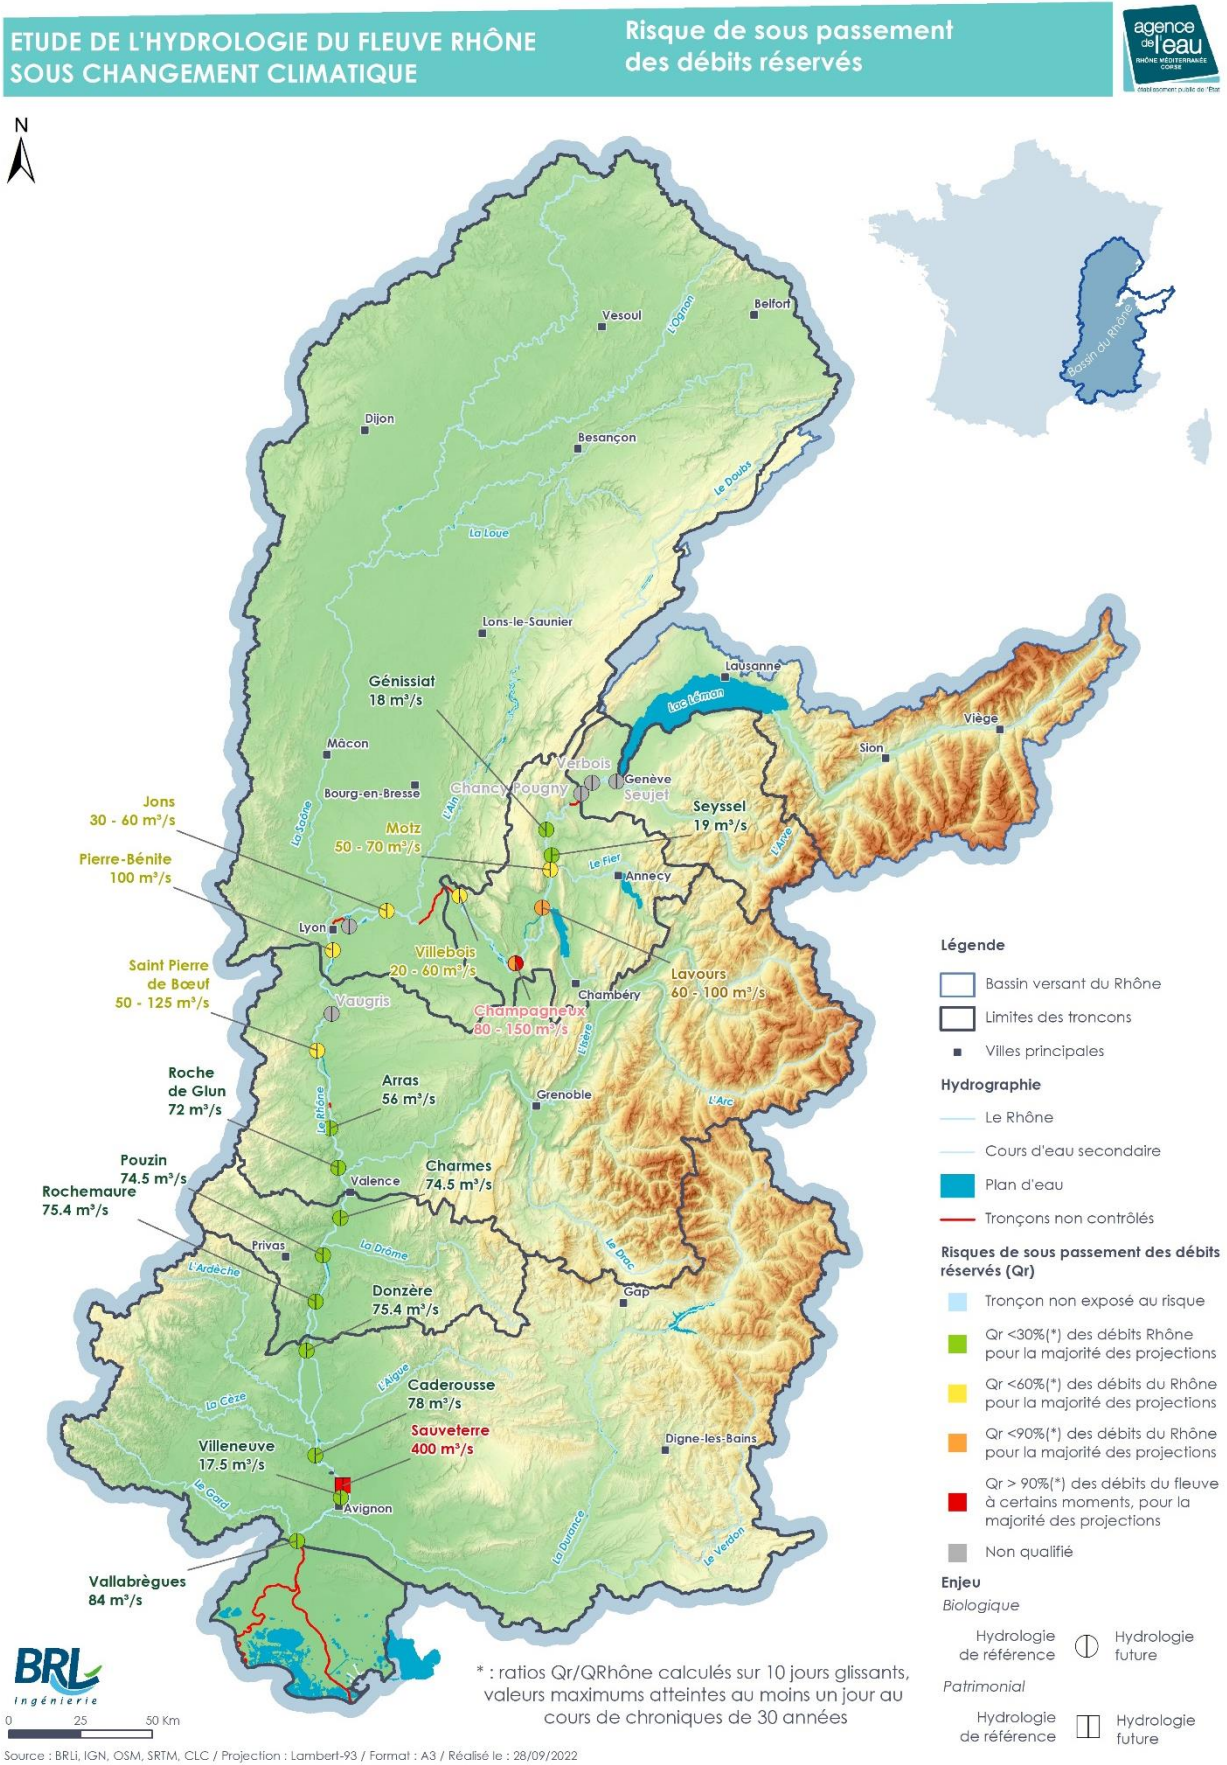 ETUDE DE L'HYDROLOGIE DU FLEUVE RHÔNE
SOUS CHANGEMENT CLIMATIQUE
Risque de sous passement
des débits réservés
agence
de l'eau
RHÔNE MÉDITERRANÉE
CORSE
établissement public de l'État
N
Bassin du Rhône
Belfort
Vesoul
L'Ognon
Dijon
Besançon
Le Doubs
La Loue
Lons-le-Saunier
Lausanne
Lac Léman
Génissiat
18 m³/s
Viège
Sion
Mâcon
Verbois
Genève
Seujet
Chancy Pougny
Bourg-en-Bresse
L'Ain
La Saône
Jons
30 - 60 m³/s
Seyssel
19 m³/s
Motz
50 - 70 m³/s
L'Arve
Pierre-Bénite
100 m³/s
Le Fier
Annecy
Lyon
Villebois
20 - 60 m³/s
Saint Pierre
de Bœuf
50 - 125 m³/s
Lavours
60 - 100 m³/s
Chambéry
Vaugris
Champagneux
80 - 150 m³/s
L'Isère
Roche
de Glun
72 m³/s
Arras
56 m³/s
Le Rhône
Grenoble
L'Arc
Pouzin
74.5 m³/s
Charmes
74.5 m³/s
Rochemaure
75.4 m³/s
Valence
Privas
La Drôme
Le Drac
L'Ardèche
Donzère
75.4 m³/s
Gap
L'Aigue
Caderousse
78 m³/s
La Cèze
Sauveterre
400 m³/s
Villeneuve
17.5 m³/s
Digne-les-Bains
Le Gard
Avignon
La Durance
Le Verdon
Vallabrègues
84 m³/s
Légende
Bassin versant du Rhône
Limites des troncons
Villes principales
Hydrographie
Le Rhône
Cours d'eau secondaire
Plan d'eau
Tronçons non contrôlés
Risques de sous passement des débits
réservés (Qr)
Tronçon non exposé au risque
Qr <30%(*) des débits Rhône
pour la majorité des projections
Qr <60%(*) des débits du Rhône
pour la majorité des projections
Qr <90%(*) des débits du Rhône
pour la majorité des projections
Qr > 90%(*) des débits du fleuve
à certains moments, pour la
majorité des projections
Non qualifié
Enjeu
Biologique
Hydrologie
de référence
Hydrologie
future
Patrimonial
Hydrologie
de référence
Hydrologie
future
* : ratios Qr/QRhône calculés sur 10 jours glissants,
valeurs maximums atteintes au moins un jour au
cours de chroniques de 30 années
BRL
Ingénierie
0 25 50 Km
Source : BRLi, IGN, OSM, SRTM, CLC / Projection : Lambert-93 / Format : A3 / Réalisé le : 28/09/2022